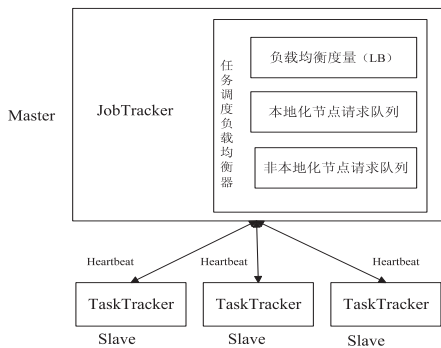 Master
JobTracker
任务调度负载均衡器
负载均衡度量（LB）
本地化节点请求队列
非本地化节点请求队列
Heartbeat
Heartbeat
Heartbeat
TaskTracker
TaskTracker
TaskTracker
Slave
Slave
Slave